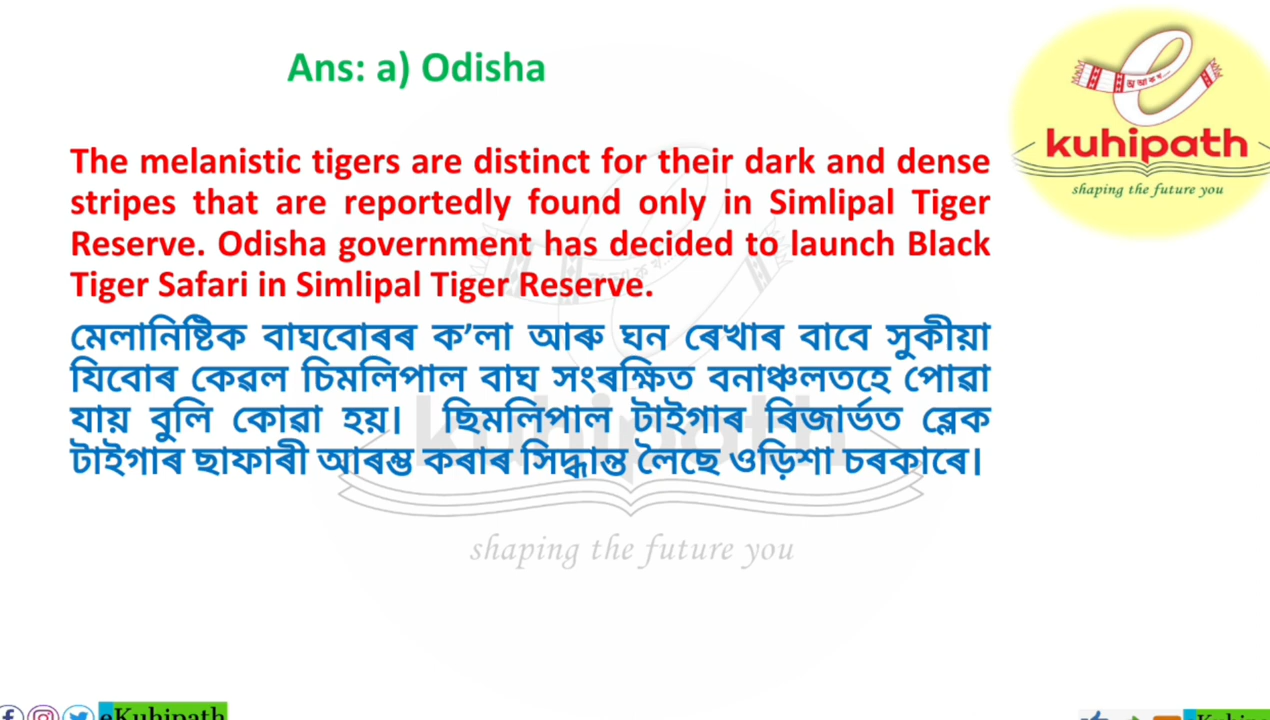 Ans: a) Odisha
অ আ ক খ....
kuhipath
shaping the future you
The melanistic tigers are distinct for their dark and dense
stripes that are reportedly found only in Simlipal Tiger
Reserve. Odisha government has decided to launch Black
Tiger Safari in Simlipal Tiger Reserve.
মেলানিষ্টিক বাঘবোৰৰ ক’লা আৰু ঘন ৰেখাৰ বাবে সুকীয়া
যিবোৰ কেৱল চিমলিপাল বাঘ সংৰক্ষিত বনাঞ্চলতহে পোৱা
যায় বুলি কোৱা হয়। ছিমলিপাল টাইগাৰ ৰিজাৰ্ভত ব্লেক
টাইগাৰ ছাফাৰী আৰম্ভ কৰাৰ সিদ্ধান্ত লৈছে ওড়িশা চৰকাৰে।
kuhipath
shaping the future you
eKuhipath